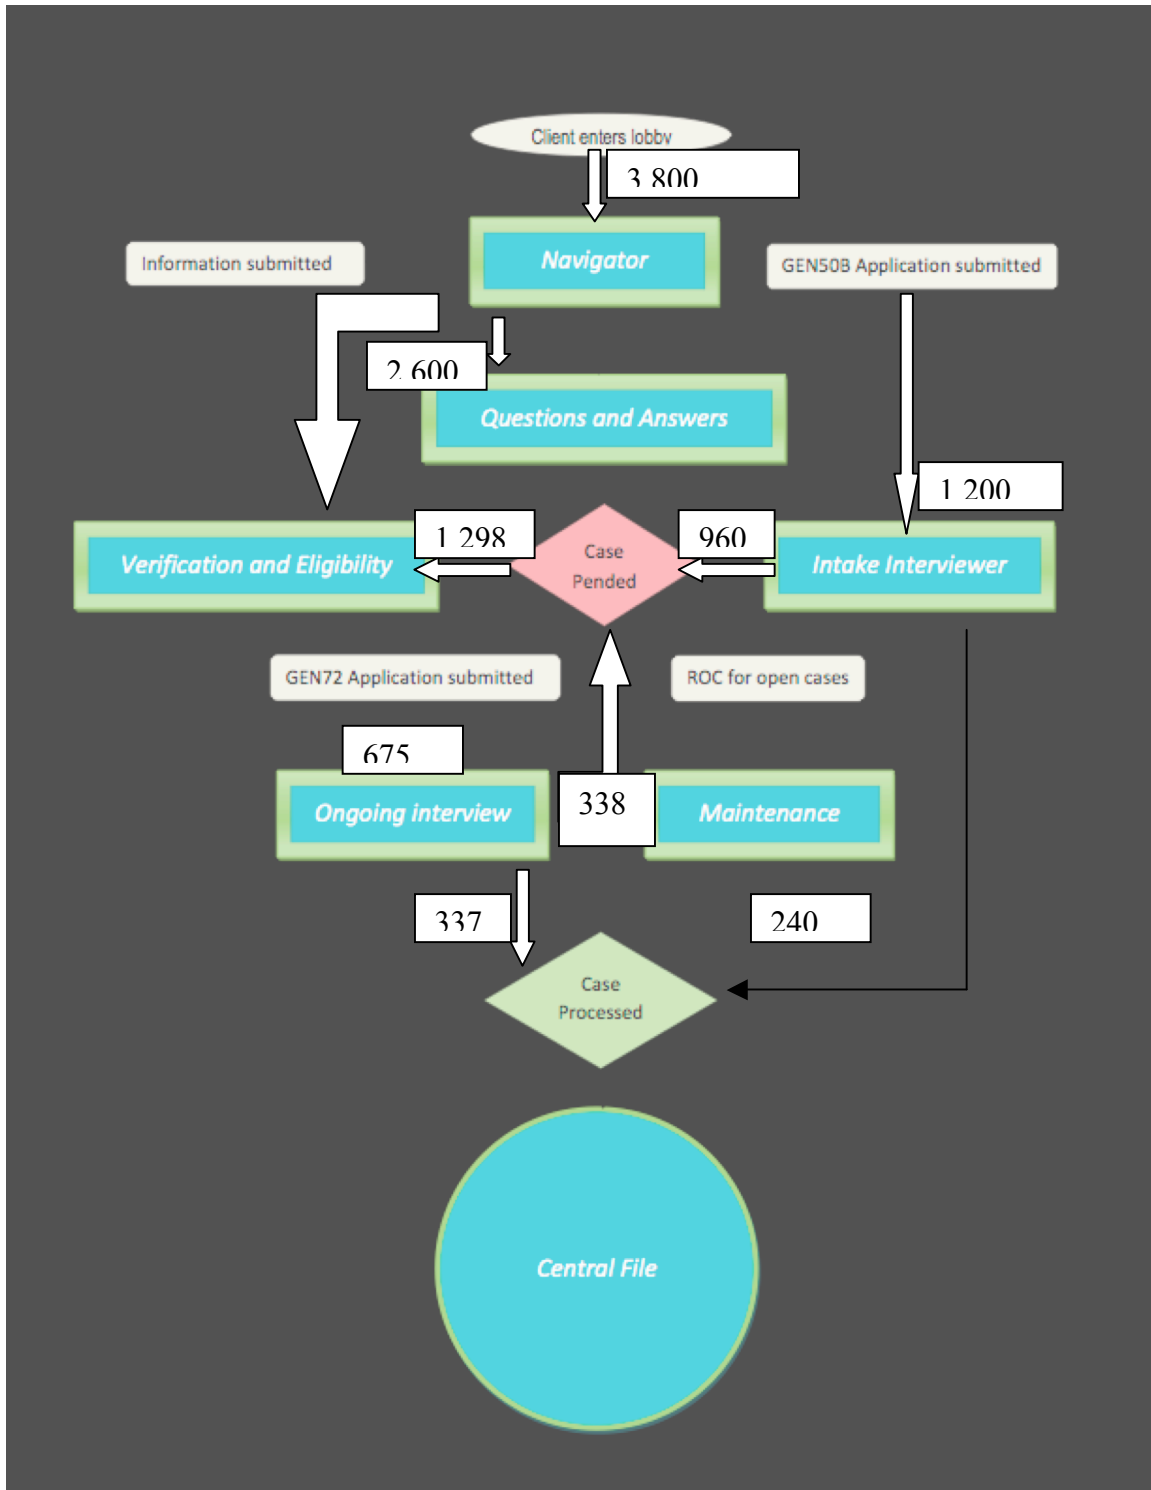 Client enters lobby
3,800
Navigator
Information submitted
GEN50B Application submitted
2,600
Questions and Answers
1,200
1,298
960
Case
Pended
Verification and Eligibility
Intake Interviewer
GEN72 Application submitted
ROC for open cases
675
338
Ongoing interview
Maintenance
337
240
Case
Processed
Central File